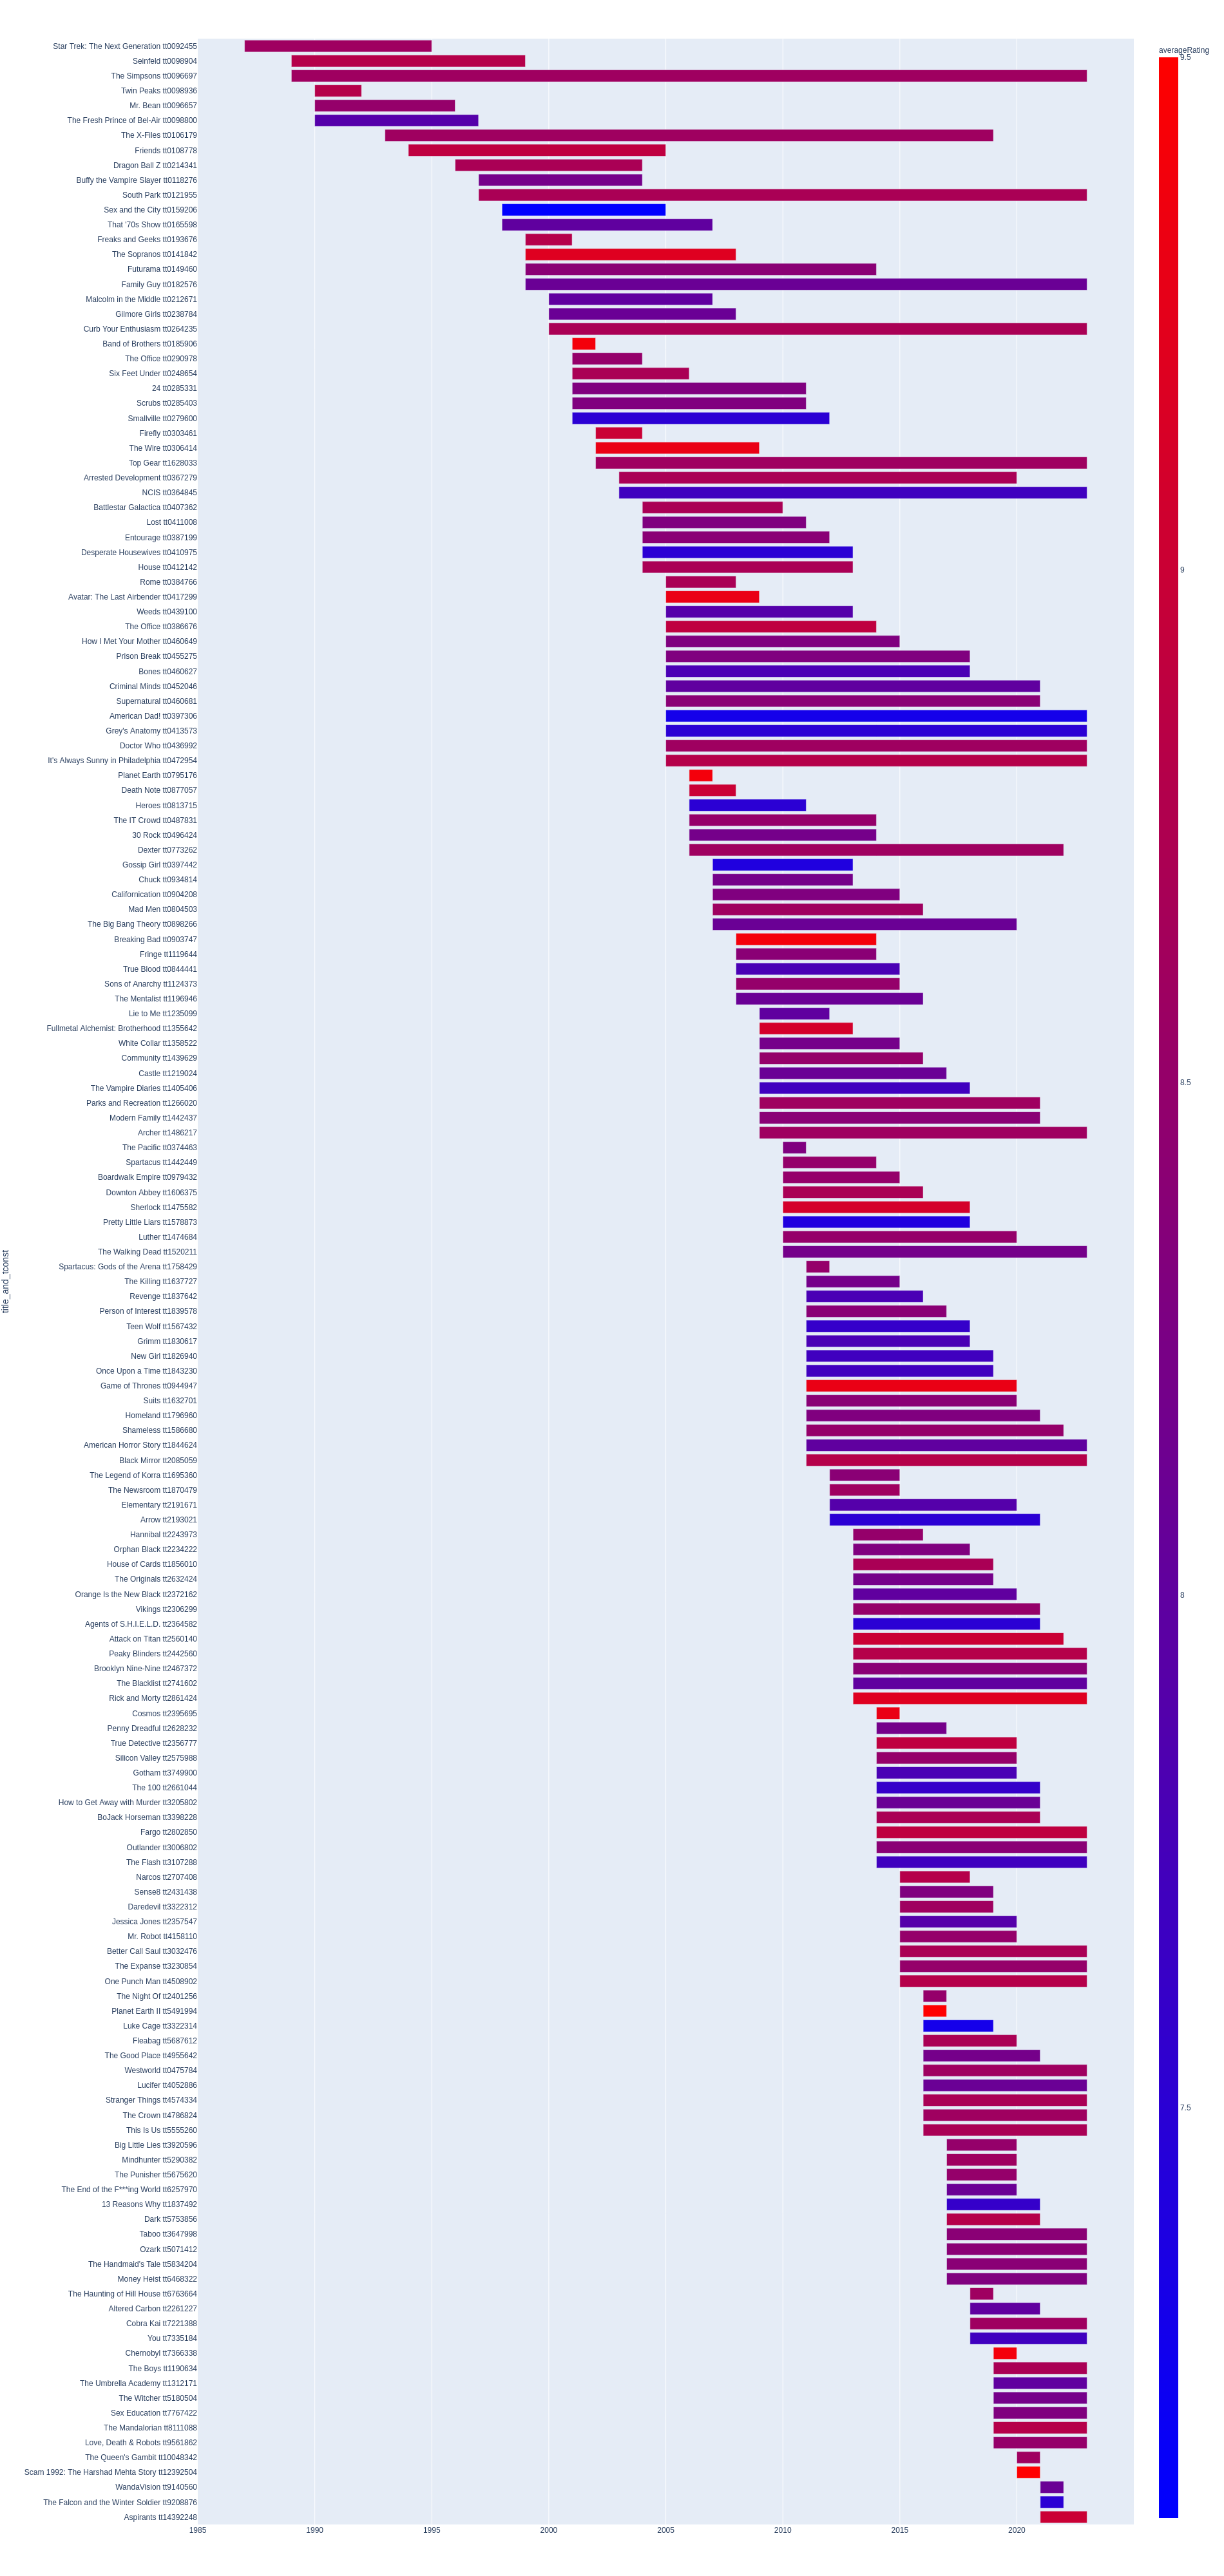 averageRating
9.5
9
8.5
8
7.5
title_and_tconst
Star Trek: The Next Generation tt0092455
Seinfeld tt0098904
The Simpsons tt0096697
Twin Peaks tt0098936
Mr. Bean tt0096657
The Fresh Prince of Bel-Air tt0098800
The X-Files tt0106179
Friends tt0108778
Dragon Ball Z tt0214341
Buffy the Vampire Slayer tt0118276
South Park tt0121955
Sex and the City tt0159206
That '70s Show tt0165598
Freaks and Geeks tt0193676
The Sopranos tt0141842
Futurama tt0149460
Family Guy tt0182576
Malcolm in the Middle tt0212671
Gilmore Girls tt0238784
Curb Your Enthusiasm tt0264235
Band of Brothers tt0185906
The Office tt0290978
Six Feet Under tt0248654
24 tt0285331
Scrubs tt0285403
Smallville tt0279600
Firefly tt0303461
The Wire tt0306414
Top Gear tt1628033
Arrested Development tt0367279
NCIS tt0364845
Battlestar Galactica tt0407362
Lost tt0411008
Entourage tt0387199
Desperate Housewives tt0410975
House tt0412142
Rome tt0384766
Avatar: The Last Airbender tt0417299
Weeds tt0439100
The Office tt0386676
How I Met Your Mother tt0460649
Prison Break tt0455275
Bones tt0460627
Criminal Minds tt0452046
Supernatural tt0460681
American Dad! tt0397306
Grey's Anatomy tt0413573
Doctor Who tt0436992
It's Always Sunny in Philadelphia tt0472954
Planet Earth tt0795176
Death Note tt0877057
Heroes tt0813715
The IT Crowd tt0487831
30 Rock tt0496424
Dexter tt0773262
Gossip Girl tt0397442
Chuck tt0934814
Californication tt0904208
Mad Men tt0804503
The Big Bang Theory tt0898266
Breaking Bad tt0903747
Fringe tt1119644
True Blood tt0844441
Sons of Anarchy tt1124373
The Mentalist tt1196946
Lie to Me tt1235099
Fullmetal Alchemist: Brotherhood tt1355642
White Collar tt1358522
Community tt1439629
Castle tt1219024
The Vampire Diaries tt1405406
Parks and Recreation tt1266020
Modern Family tt1442437
Archer tt1486217
The Pacific tt0374463
Spartacus tt1442449
Boardwalk Empire tt0979432
Downton Abbey tt1606375
Sherlock tt1475582
Pretty Little Liars tt1578873
Luther tt1474684
The Walking Dead tt1520211
Spartacus: Gods of the Arena tt1758429
The Killing tt1637727
Revenge tt1837642
Person of Interest tt1839578
Teen Wolf tt1567432
Grimm tt1830617
New Girl tt1826940
Once Upon a Time tt1843230
Game of Thrones tt0944947
Suits tt1632701
Homeland tt1796960
Shameless tt1586680
American Horror Story tt1844624
Black Mirror tt2085059
The Legend of Korra tt1695360
The Newsroom tt1870479
Elementary tt2191671
Arrow tt2193021
Hannibal tt2243973
Orphan Black tt2234222
House of Cards tt1856010
The Originals tt2632424
Orange Is the New Black tt2372162
Vikings tt2306299
Agents of S.H.I.E.L.D. tt2364582
Attack on Titan tt2560140
Peaky Blinders tt2442560
Brooklyn Nine-Nine tt2467372
The Blacklist tt2741602
Rick and Morty tt2861424
Cosmos tt2395695
Penny Dreadful tt2628232
True Detective tt2356777
Silicon Valley tt2575988
Gotham tt3749900
The 100 tt2661044
How to Get Away with Murder tt3205802
BoJack Horseman tt3398228
Fargo tt2802850
Outlander tt3006802
The Flash tt3107288
Narcos tt2707408
Sense8 tt2431438
Daredevil tt3322312
Jessica Jones tt2357547
Mr. Robot tt4158110
Better Call Saul tt3032476
The Expanse tt3230854
One Punch Man tt4508902
The Night Of tt2401256
Planet Earth II tt5491994
Luke Cage tt3322314
Fleabag tt5687612
The Good Place tt4955642
Westworld tt0475784
Lucifer tt4052886
Stranger Things tt4574334
The Crown tt4786824
This Is Us tt5555260
Big Little Lies tt3920596
Mindhunter tt5290382
The Punisher tt5675620
The End of the F***ing World tt6257970
13 Reasons Why tt1837492
Dark tt5753856
Taboo tt3647998
Ozark tt5071412
The Handmaid's Tale tt5834204
Money Heist tt6468322
The Haunting of Hill House tt6763664
Altered Carbon tt2261227
Cobra Kai tt7221388
You tt7335184
Chernobyl tt7366338
The Boys tt1190634
The Umbrella Academy tt1312171
The Witcher tt5180504
Sex Education tt7767422
The Mandalorian tt8111088
Love, Death & Robots tt9561862
The Queen's Gambit tt10048342
Scam 1992: The Harshad Mehta Story tt12392504
WandaVision tt9140560
The Falcon and the Winter Soldier tt9208876
Aspirants tt14392248
1985 1990 1995 2000 2005 2010 2015 2020